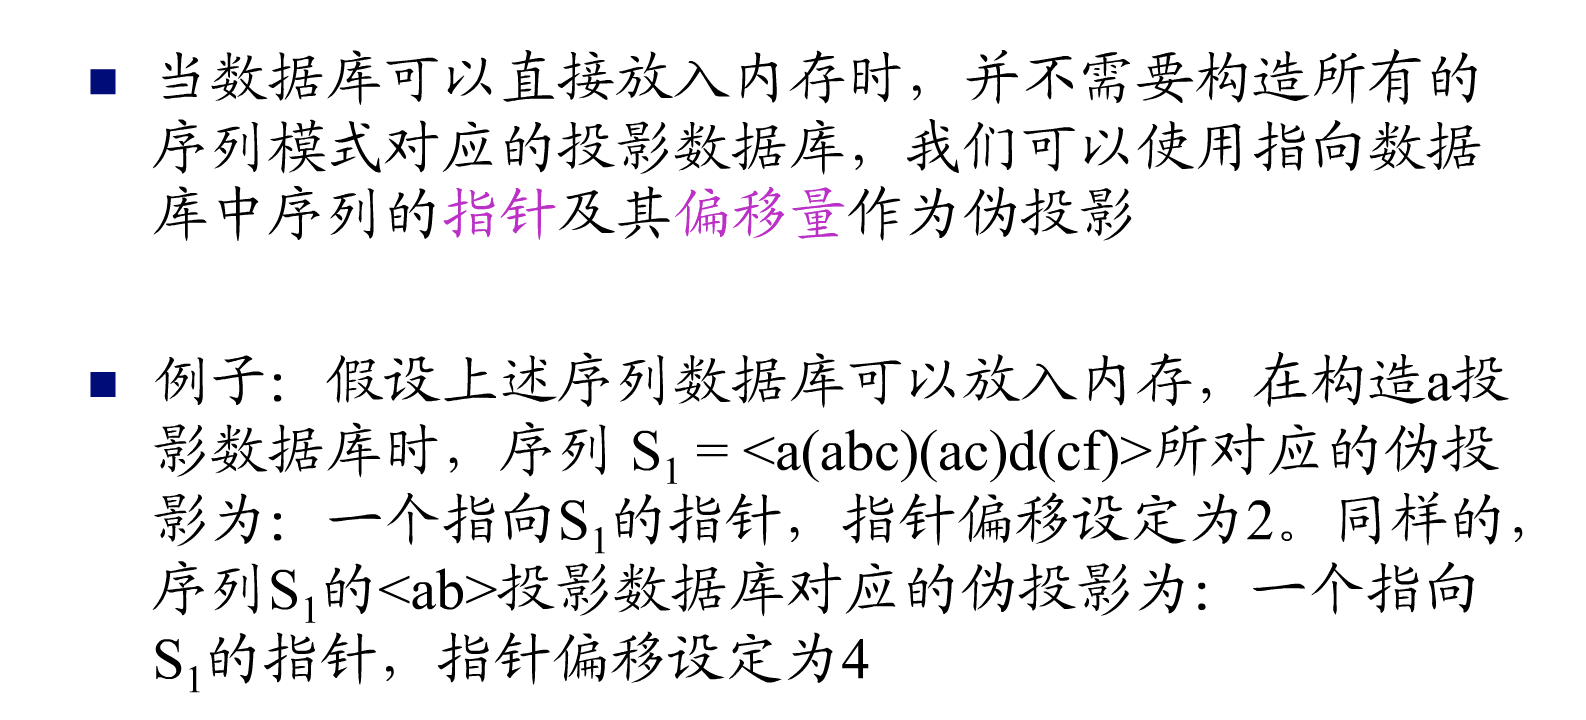 当数据库可以直接放入内存时，并不需要构造所有的
序列模式对应的投影数据库，我们可以使用指向数据
库中序列的指针及其偏移量作为伪投影
例子：假设上述序列数据库可以放入内存，在构造a投
影数据库时，序列 S₁ = <a(abc)(ac)d(cf)>所对应的伪投
影为：一个指向S₁的指针，指针偏移设定为2。同样的，
序列S₁的<ab>投影数据库对应的伪投影为：一个指向
S₁的指针，指针偏移设定为4